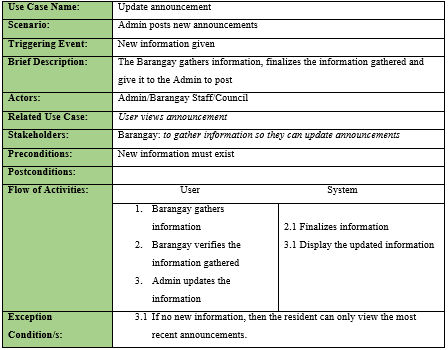 Use Case Name: Update announcement
Scenario: Admin posts new announcements
Triggering Event: New information given
Brief Description: The Barangay gathers information, finalizes the information gathered and
give it to the Admin to post
Actors: Admin/Barangay Staff/Council
Related Use Case: User views announcement
Stakeholders: Barangay: to gather information so they can update announcements
Preconditions: New information must exist
Postconditions:
Flow of Activities: User System
1. Barangay gathers
information
2. Barangay verifies the
information gathered
3. Admin updates the
information
2.1 Finalizes information
3.1 Display the updated information
Exception
Condition/s:
3.1 If no new information, then the resident can only view the most
recent announcements.